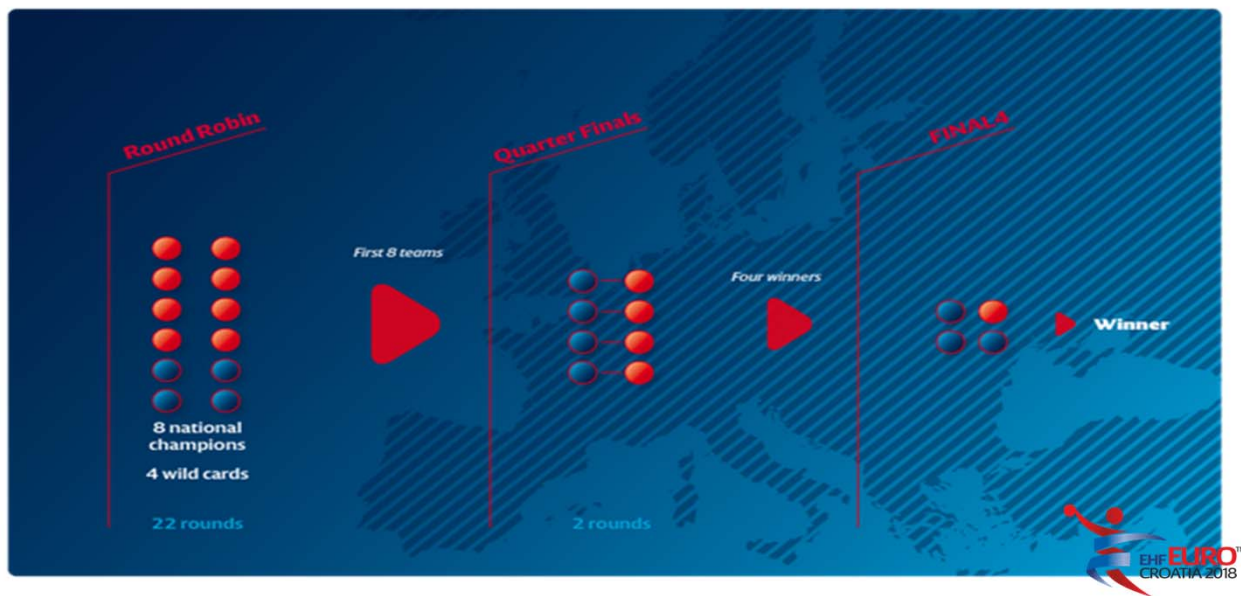 Round Robin
8 national
champions
4 wild cards
22 rounds
First 8 teams
Quarter Finals
2 rounds
Four winners
FINAL4
Winner
EHF EURO
CROATIA 2018